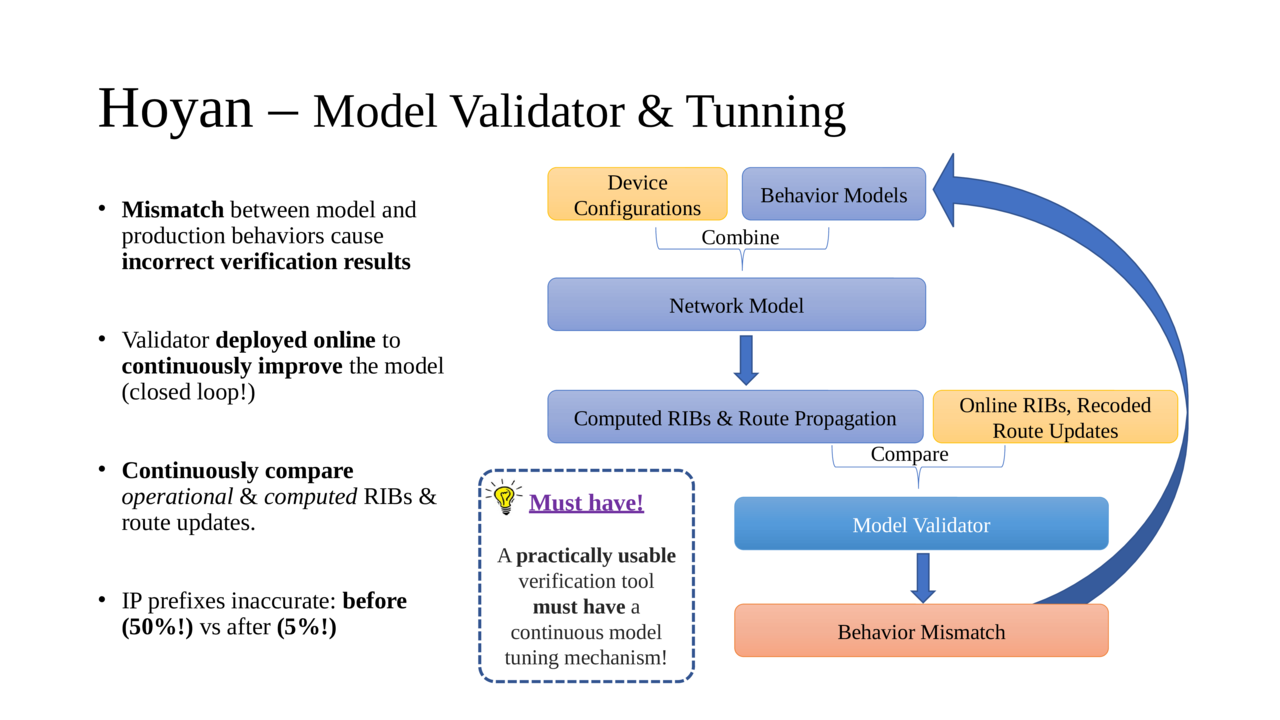 Hoyan – Model Validator & Tunning
• Mismatch between model and
production behaviors cause
incorrect verification results
• Validator deployed online to
continuously improve the model
(closed loop!)
• Continuously compare
operational & computed RIBs &
route updates.
• IP prefixes inaccurate: before
(50%!) vs after (5%!)
Device
Configurations
Behavior Models
Combine
Network Model
Computed RIBs & Route Propagation
Online RIBs, Recoded
Route Updates
Compare
Model Validator
Behavior Mismatch
Must have!
A practically usable
verification tool
must have a
continuous model
tuning mechanism!